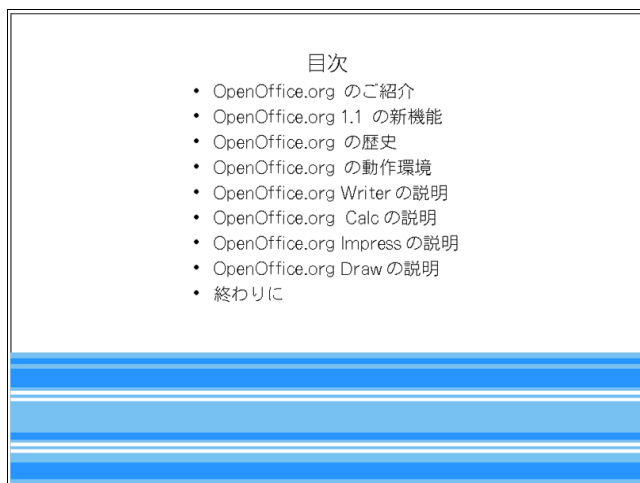 目次
• OpenOffice.org のご紹介
• OpenOffice.org 1.1 の新機能
• OpenOffice.org の歴史
• OpenOffice.org の動作環境
• OpenOffice.org Writer の説明
• OpenOffice.org Calc の説明
• OpenOffice.org Impress の説明
• OpenOffice.org Draw の説明
• 終わりに